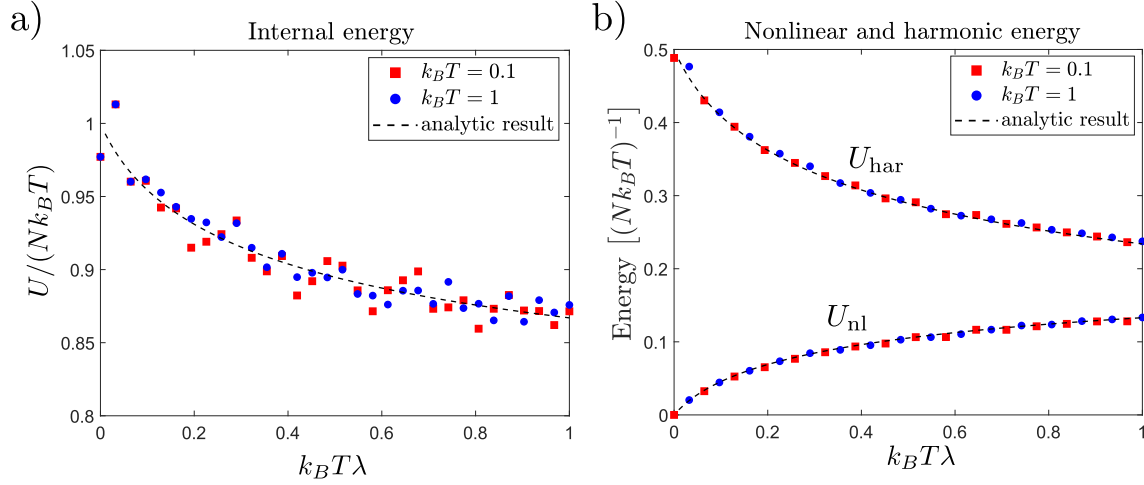 a)
Internal energy
U/(Nk_BT)
1.05
1
0.95
0.9
0.85
0.8
k_BT = 0.1
k_BT = 1
analytic result
0 0.2 0.4 0.6 0.8 1
k_BTλ
b)
Nonlinear and harmonic energy
Energy [(Nk_BT)^{-1}]
0.5
0.4
0.3
0.2
0.1
0
k_BT = 0.1
k_BT = 1
analytic result
U_har
U_nl
0 0.2 0.4 0.6 0.8 1
k_BTλ